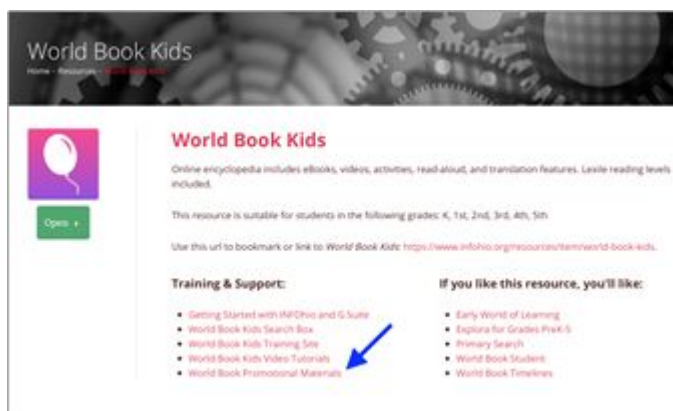 World Book Kids
Home - Resources - World Book Kids
World Book Kids
Online encyclopedia includes eBooks, videos, activities, read-aloud, and translation features. Lexile reading levels
included.
This resource is suitable for students in the following grades: K, 1st, 2nd, 3rd, 4th, 5th
Open +
Use this url to bookmark or link to World Book Kids: https://www.infohio.org/resources/item/world-book-kids.
Training & Support:
Getting Started with INFOhio and G Suite
World Book Kids Search Box
World Book Kids Training Site
World Book Kids Video Tutorials
World Book Promotional Materials
If you like this resource, you'll like:
Early World of Learning
Explora for Grades PreK-5
Primary Search
World Book Student
World Book Timelines